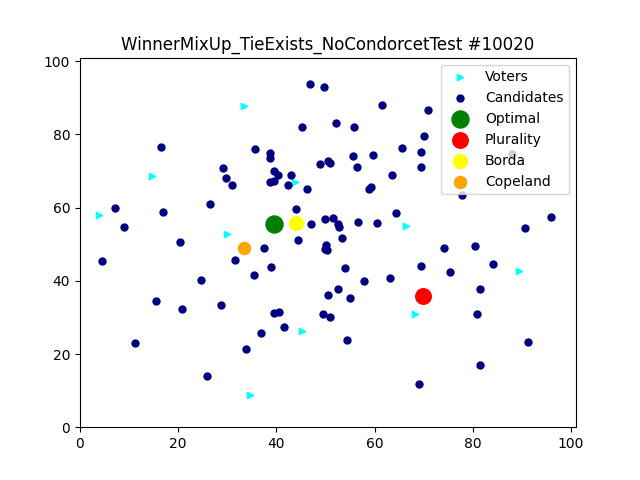 WinnerMixUp_TieExists_NoCondorcetTest #10020
100
80
60
40
20
0
0
20
40
60
80
100
Voters
Candidates
Optimal
Plurality
Borda
Copeland